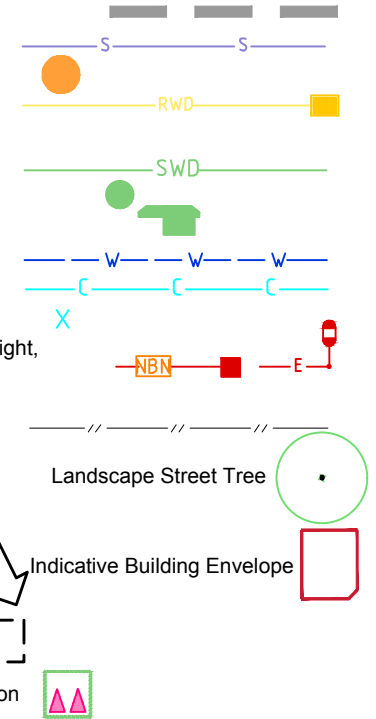 S S
RWD
SWD
W W W
C C C
X
ight,
NBN E
// // //
Landscape Street Tree
Indicative Building Envelope
on